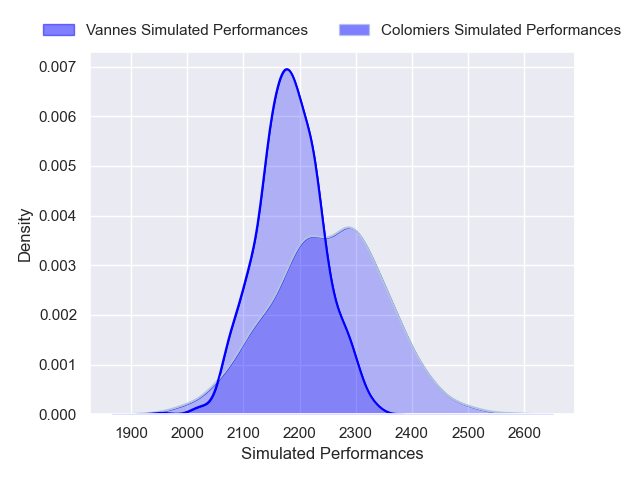 Vannes Simulated Performances
Colomiers Simulated Performances
0.007
0.006
0.005
0.004
0.003
0.002
0.001
0.000
Density
1900 2000 2100 2200 2300 2400 2500 2600
Simulated Performances